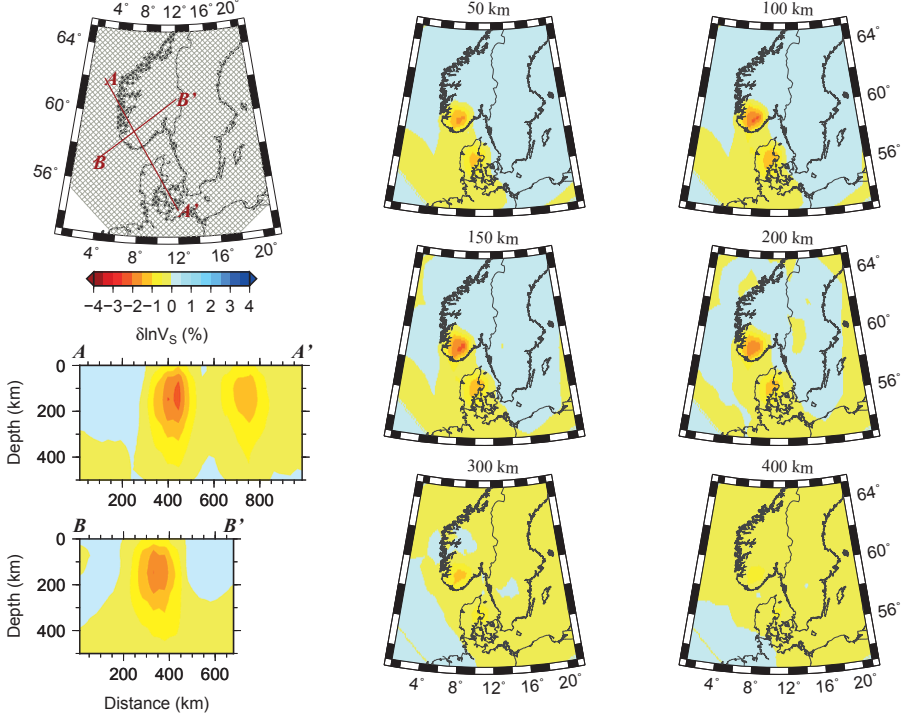 4° 8° 12° 16° 20°
64°
60°
56°
A
B'
B
A'
4° 8° 12° 16° 20°
−4 −3 −2 −1 0 1 2 3 4
δlnVS (%)
A A'
0
200
400
Depth (km)
200 400 600 800
B B'
0
200
400
Depth (km)
200 400 600
Distance (km)
50 km
100 km
64°
60°
56°
150 km
200 km
64°
60°
56°
300 km
400 km
64°
60°
56°
4° 8° 12° 16° 20°
4° 8° 12° 16° 20°